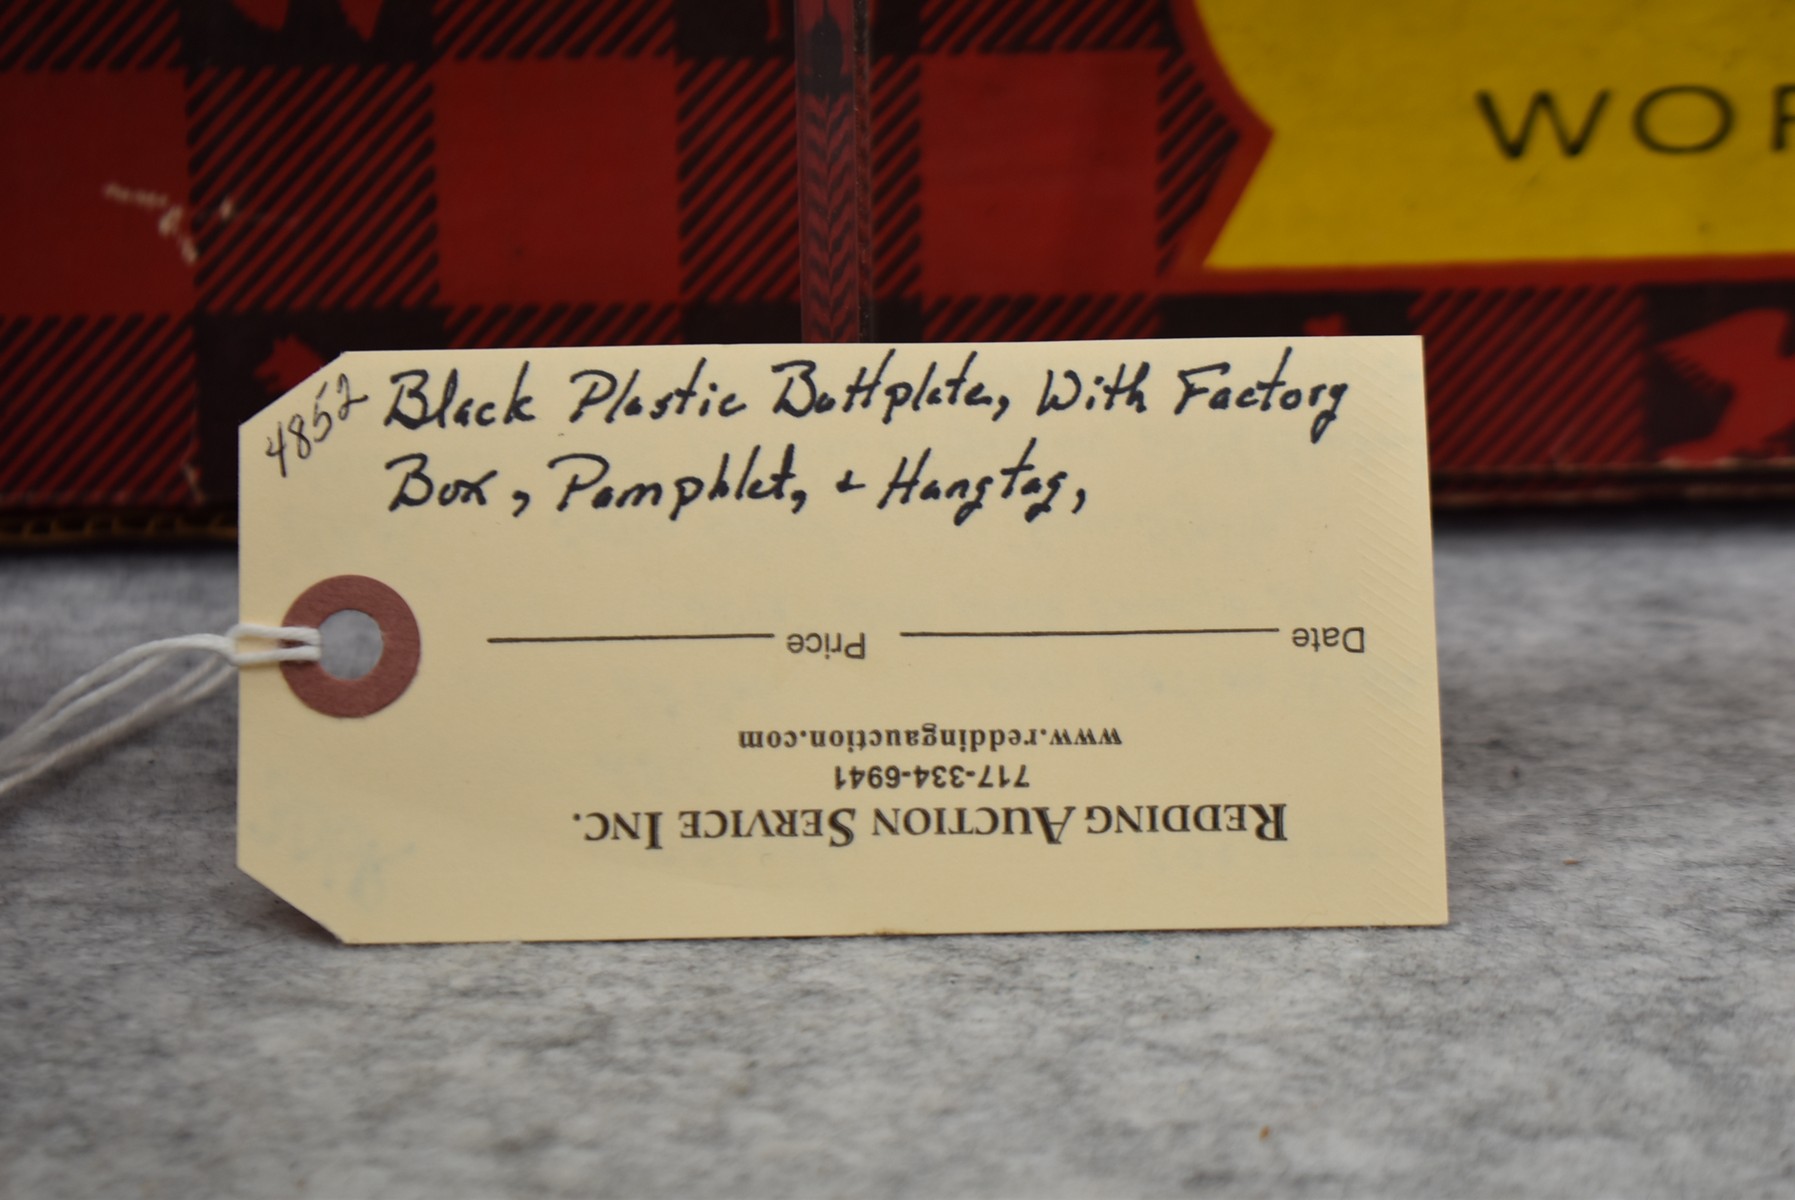 WOR
4852
Black Plastic Buttplate, With Factory
Box, Pamphlet, + Hangtag,
Date Price
www.reddingauction.com
717-334-6941
REDDING AUCTION SERVICE INC.